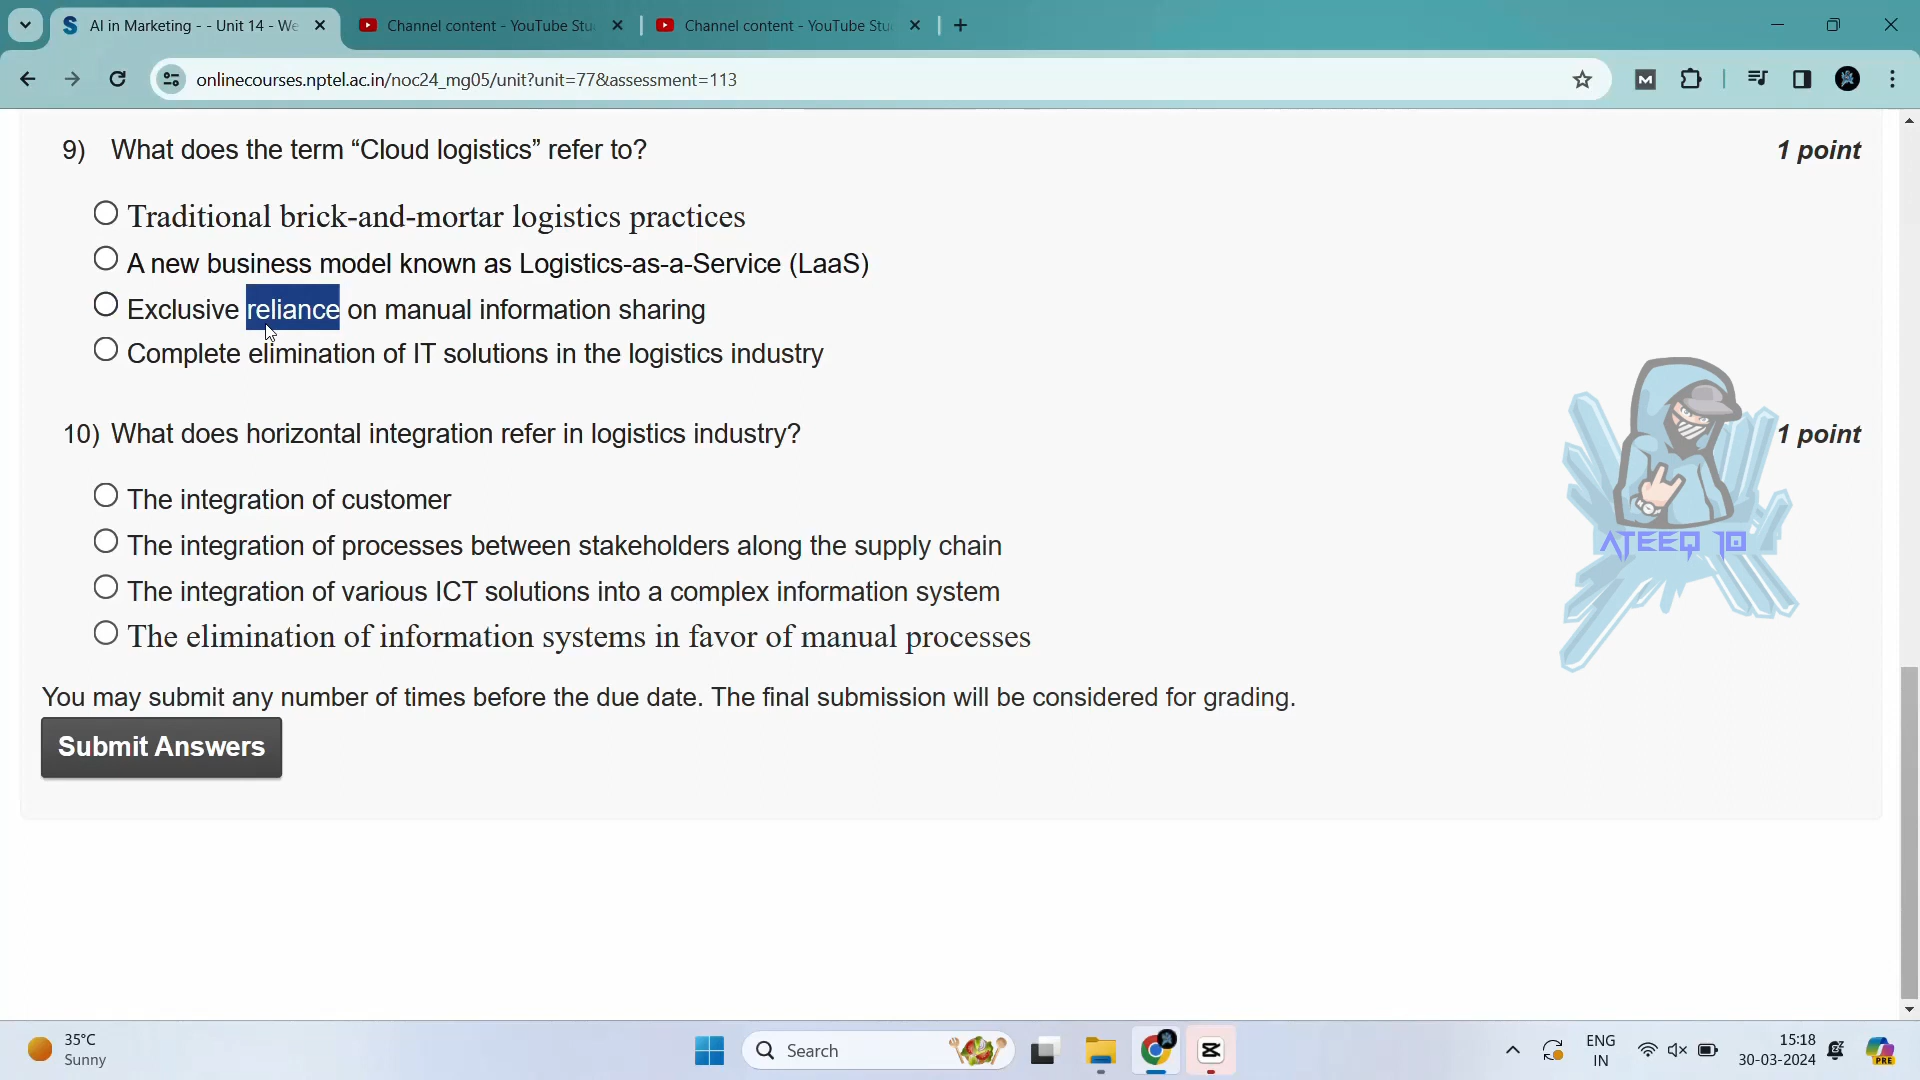 AI in Marketing - - Unit 14 - We
Channel content - YouTube Stu
Channel content - YouTube Stu
onlinecourses.nptel.ac.in/noc24_mg05/unit?unit=77&assessment=113
9) What does the term “Cloud logistics” refer to?
1 point
Traditional brick-and-mortar logistics practices
A new business model known as Logistics-as-a-Service (LaaS)
Exclusive reliance on manual information sharing
Complete elimination of IT solutions in the logistics industry
10) What does horizontal integration refer in logistics industry?
1 point
The integration of customer
The integration of processes between stakeholders along the supply chain
The integration of various ICT solutions into a complex information system
The elimination of information systems in favor of manual processes
ATEEQ 10
You may submit any number of times before the due date. The final submission will be considered for grading.
Submit Answers
35°C
Sunny
Search
ENG
IN
15:18
30-03-2024
PRE